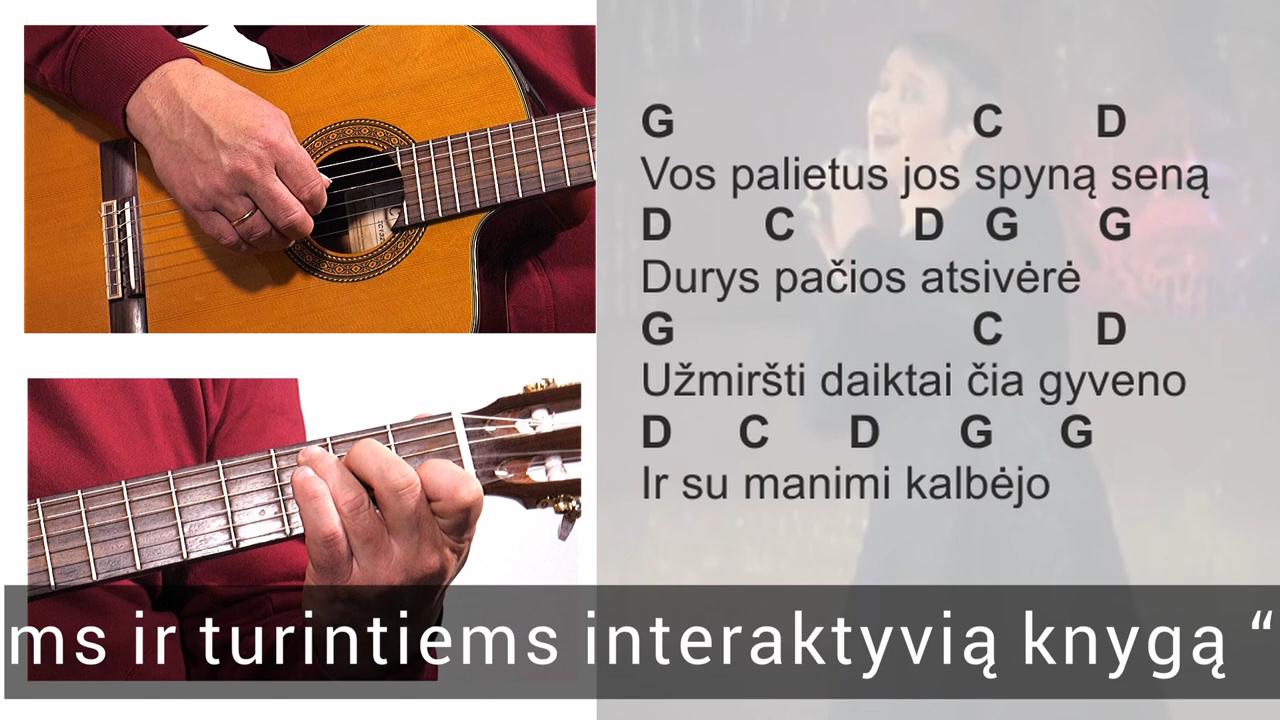 G C D
Vos palietus jos spyną seną
D C D G G
Durys pačios atsivėrė
G C D
Užmiršti daiktai čia gyveno
D C D G G
Ir su manimi kalbėjo
ms ir turintiems interaktyvią knygą “